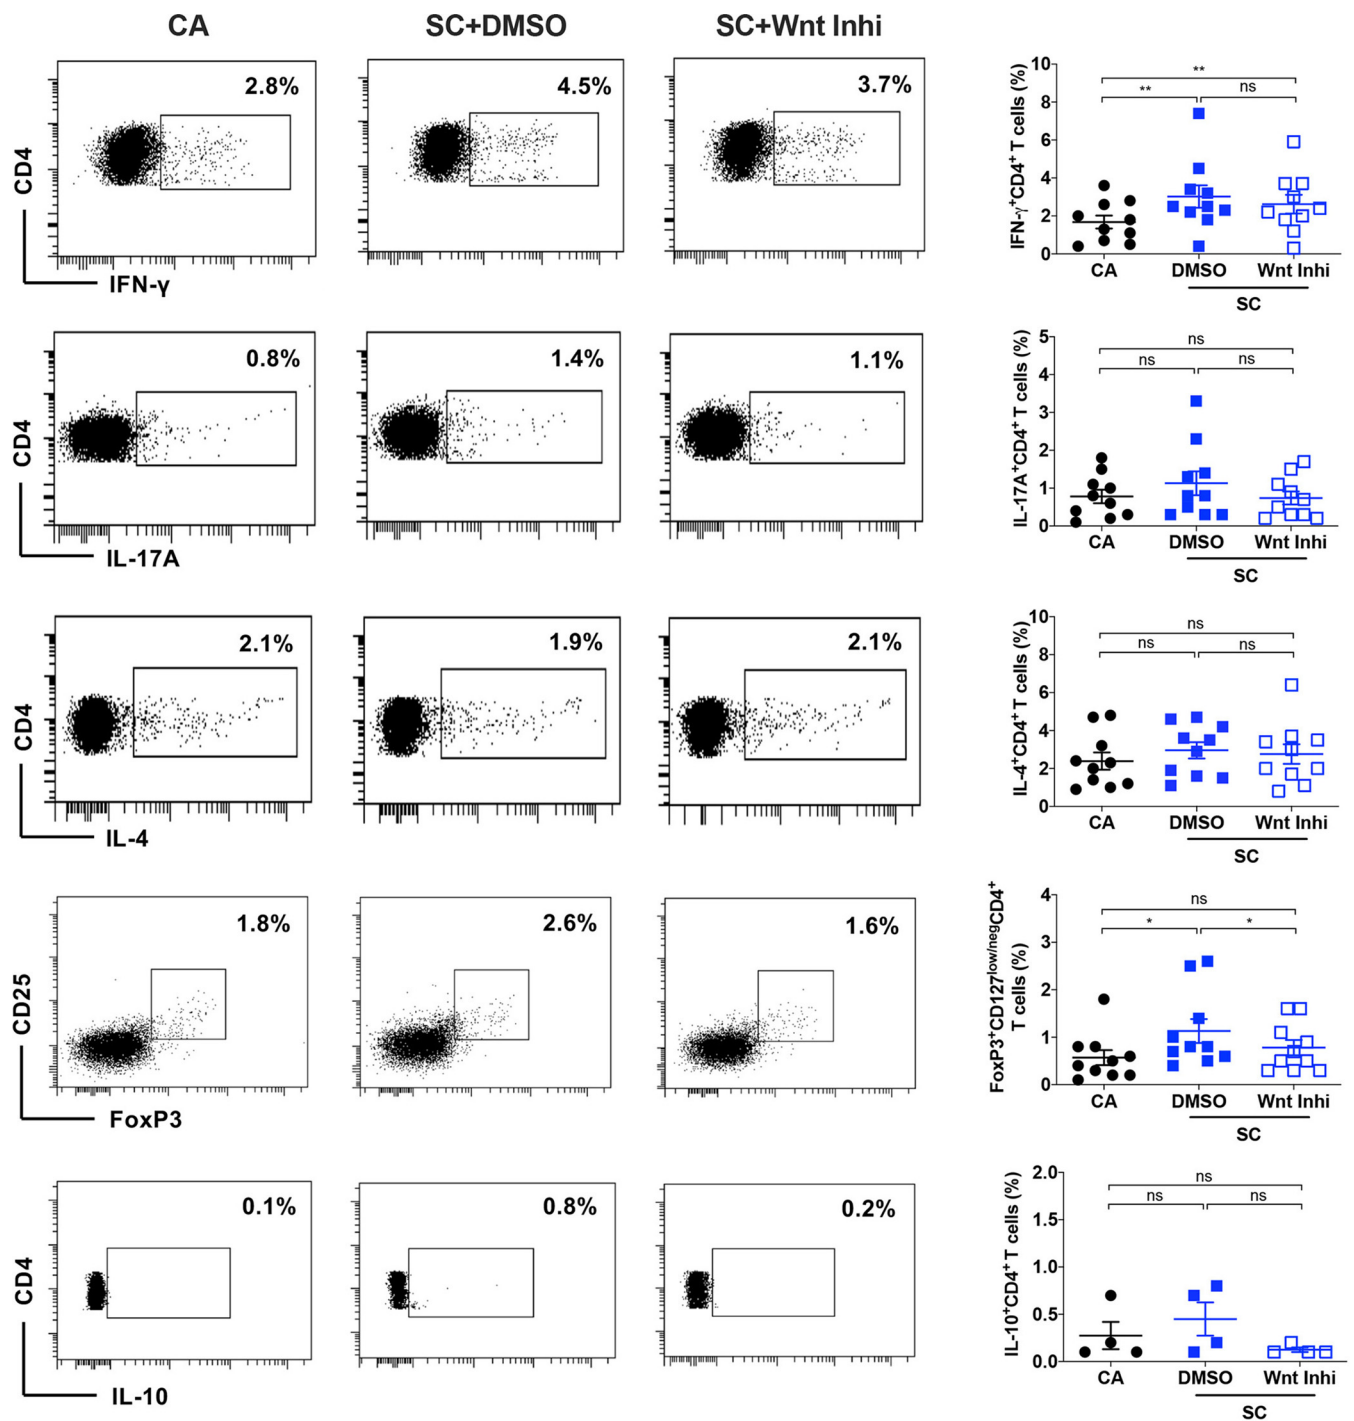 CA SC+DMSO SC+Wnt Inhi
2.8% 4.5% 3.7%
CD4
IFN-γ
IFN-γ+CD4+ T cells (%)
10
8
6
4
2
0
**
** ns
CA DMSO Wnt Inhi
SC
0.8% 1.4% 1.1%
CD4
IL-17A
IL-17A+CD4+ T cells (%)
5
4
3
2
1
0
ns
ns ns
CA DMSO Wnt Inhi
SC
2.1% 1.9% 2.1%
CD4
IL-4
IL-4+CD4+ T cells (%)
10
8
6
4
2
0
ns
ns ns
CA DMSO Wnt Inhi
SC
1.8% 2.6% 1.6%
CD25
FoxP3
FoxP3+CD127low/negCD4+
T cells (%)
4
3
2
1
0
ns
* *
CA DMSO Wnt Inhi
SC
0.1% 0.8% 0.2%
CD4
IL-10
IL-10+CD4+ T cells (%)
2.0
1.5
1.0
0.5
0.0
ns
ns ns
CA DMSO Wnt Inhi
SC